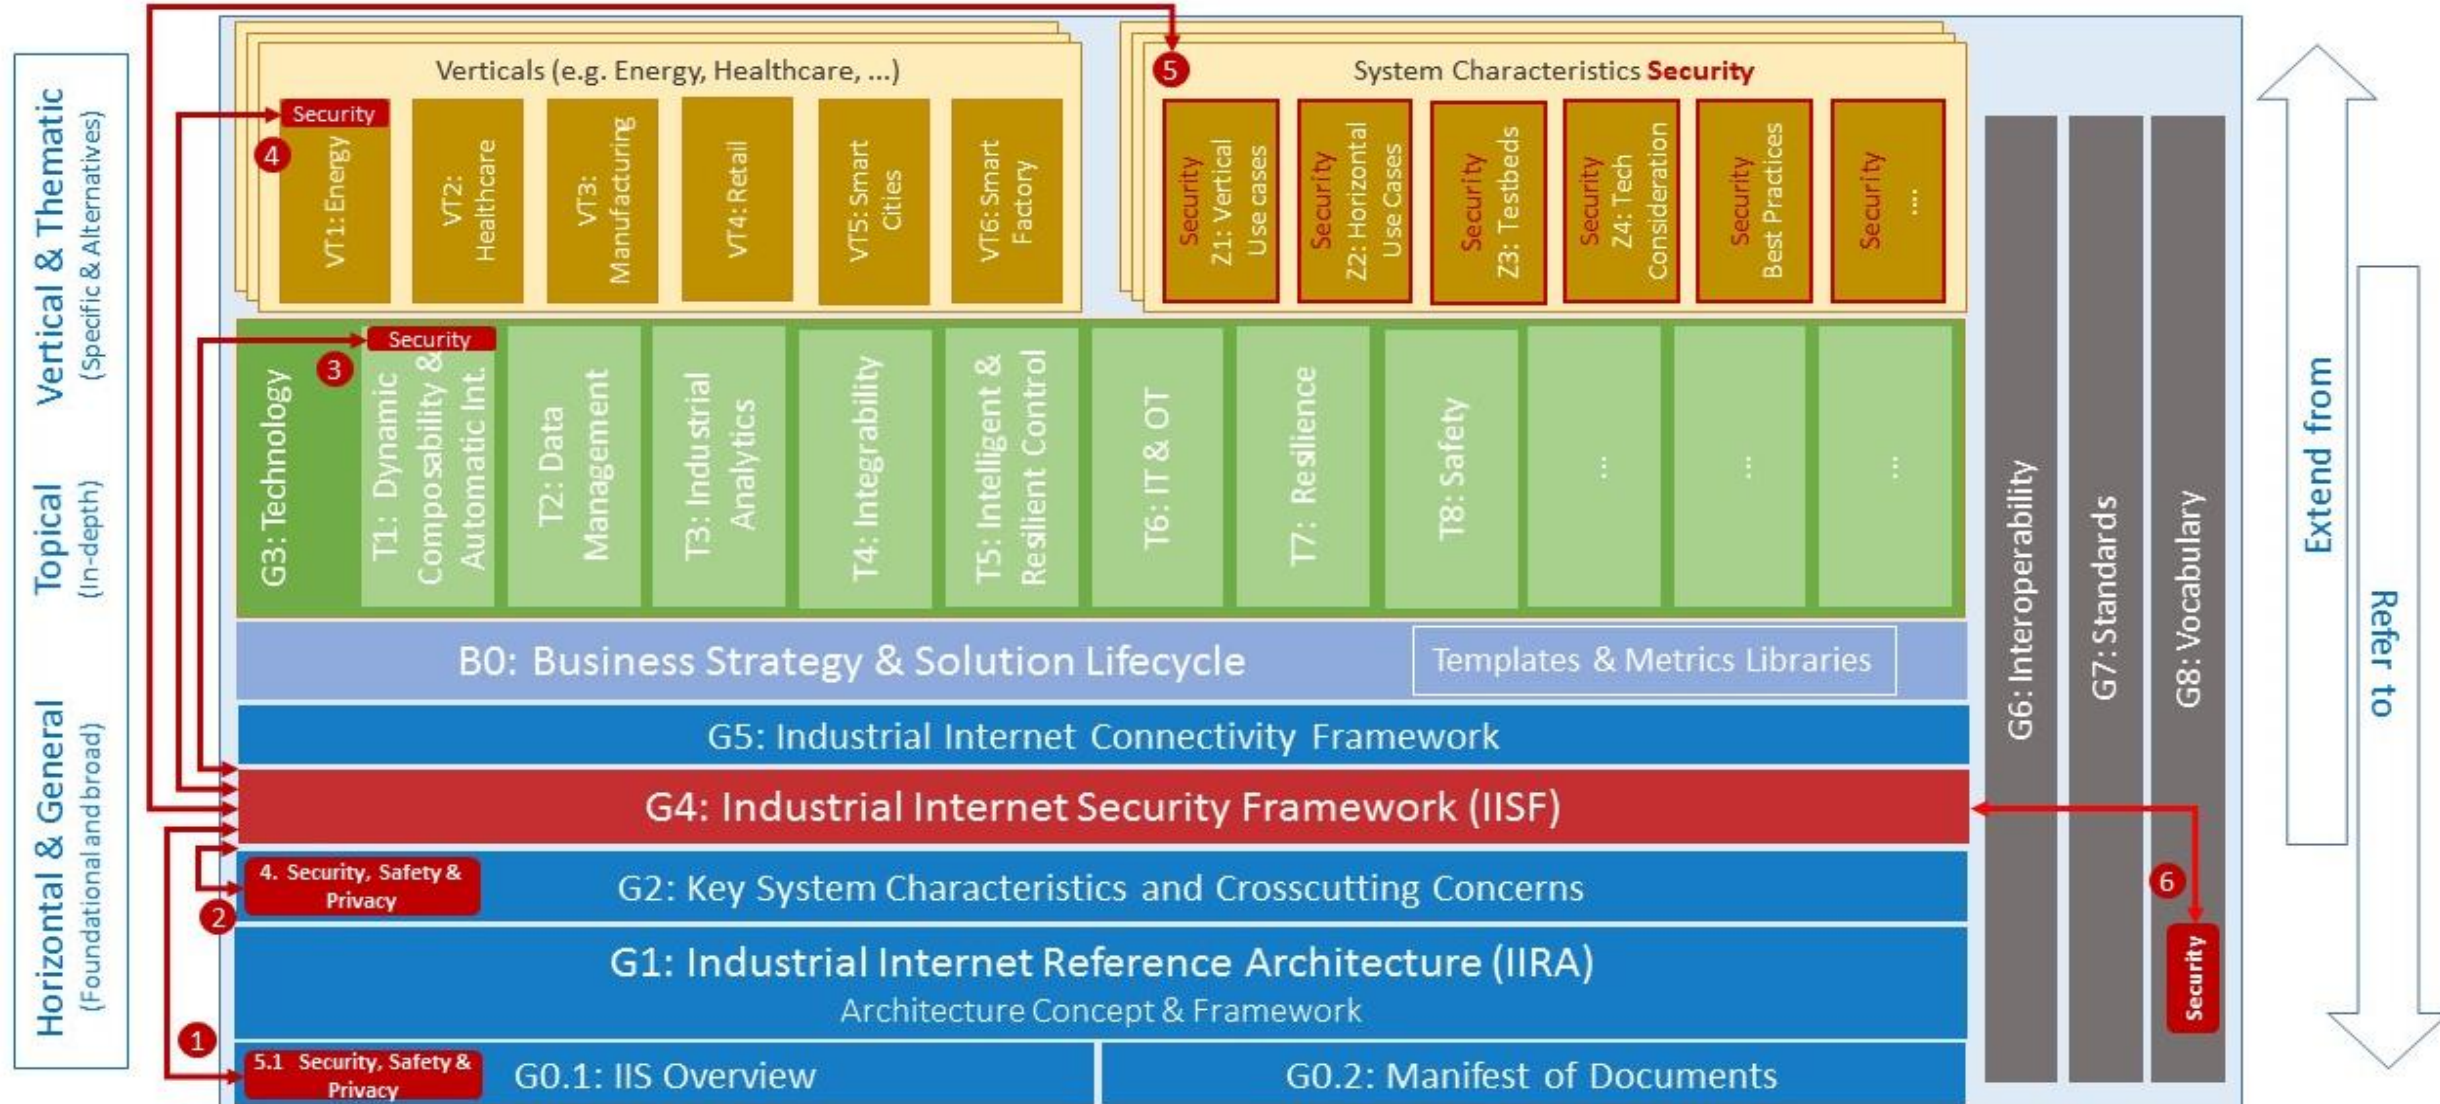 Vertical & Thematic
(Specific & Alternatives)
Topical
(In-depth)
Horizontal & General
(Foundational and broad)
Verticals (e.g. Energy, Healthcare, ...)
Security
4
VT1: Energy
VT2:
Healthcare
VT3:
Manufacturing
VT4: Retail
VT5: Smart
Cities
VT6: Smart
Factory
5
System Characteristics Security
Security
Z1: Vertical
Use cases
Security
Z2: Horizontal
Use Cases
Security
Z3: Testbeds
Security
Z4: Tech
Consideration
Security
Best Practices
Security
....
G3: Technology
3
Security
T1: Dynamic
Composability &
Automatic Int.
T2: Data
Management
T3: Industrial
Analytics
T4: Integrability
T5: Intelligent &
Resilient Control
T6: IT & OT
T7: Resilience
T8: Safety
...
...
...
B0: Business Strategy & Solution Lifecycle
Templates & Metrics Libraries
G5: Industrial Internet Connectivity Framework
G4: Industrial Internet Security Framework (IISF)
4. Security, Safety &
Privacy
2
G2: Key System Characteristics and Crosscutting Concerns
G1: Industrial Internet Reference Architecture (IIRA)
Architecture Concept & Framework
1
5.1 Security, Safety &
Privacy
G0.1: IIS Overview
G0.2: Manifest of Documents
G6: Interoperability
G7: Standards
G8: Vocabulary
6
Security
Extend from
Refer to